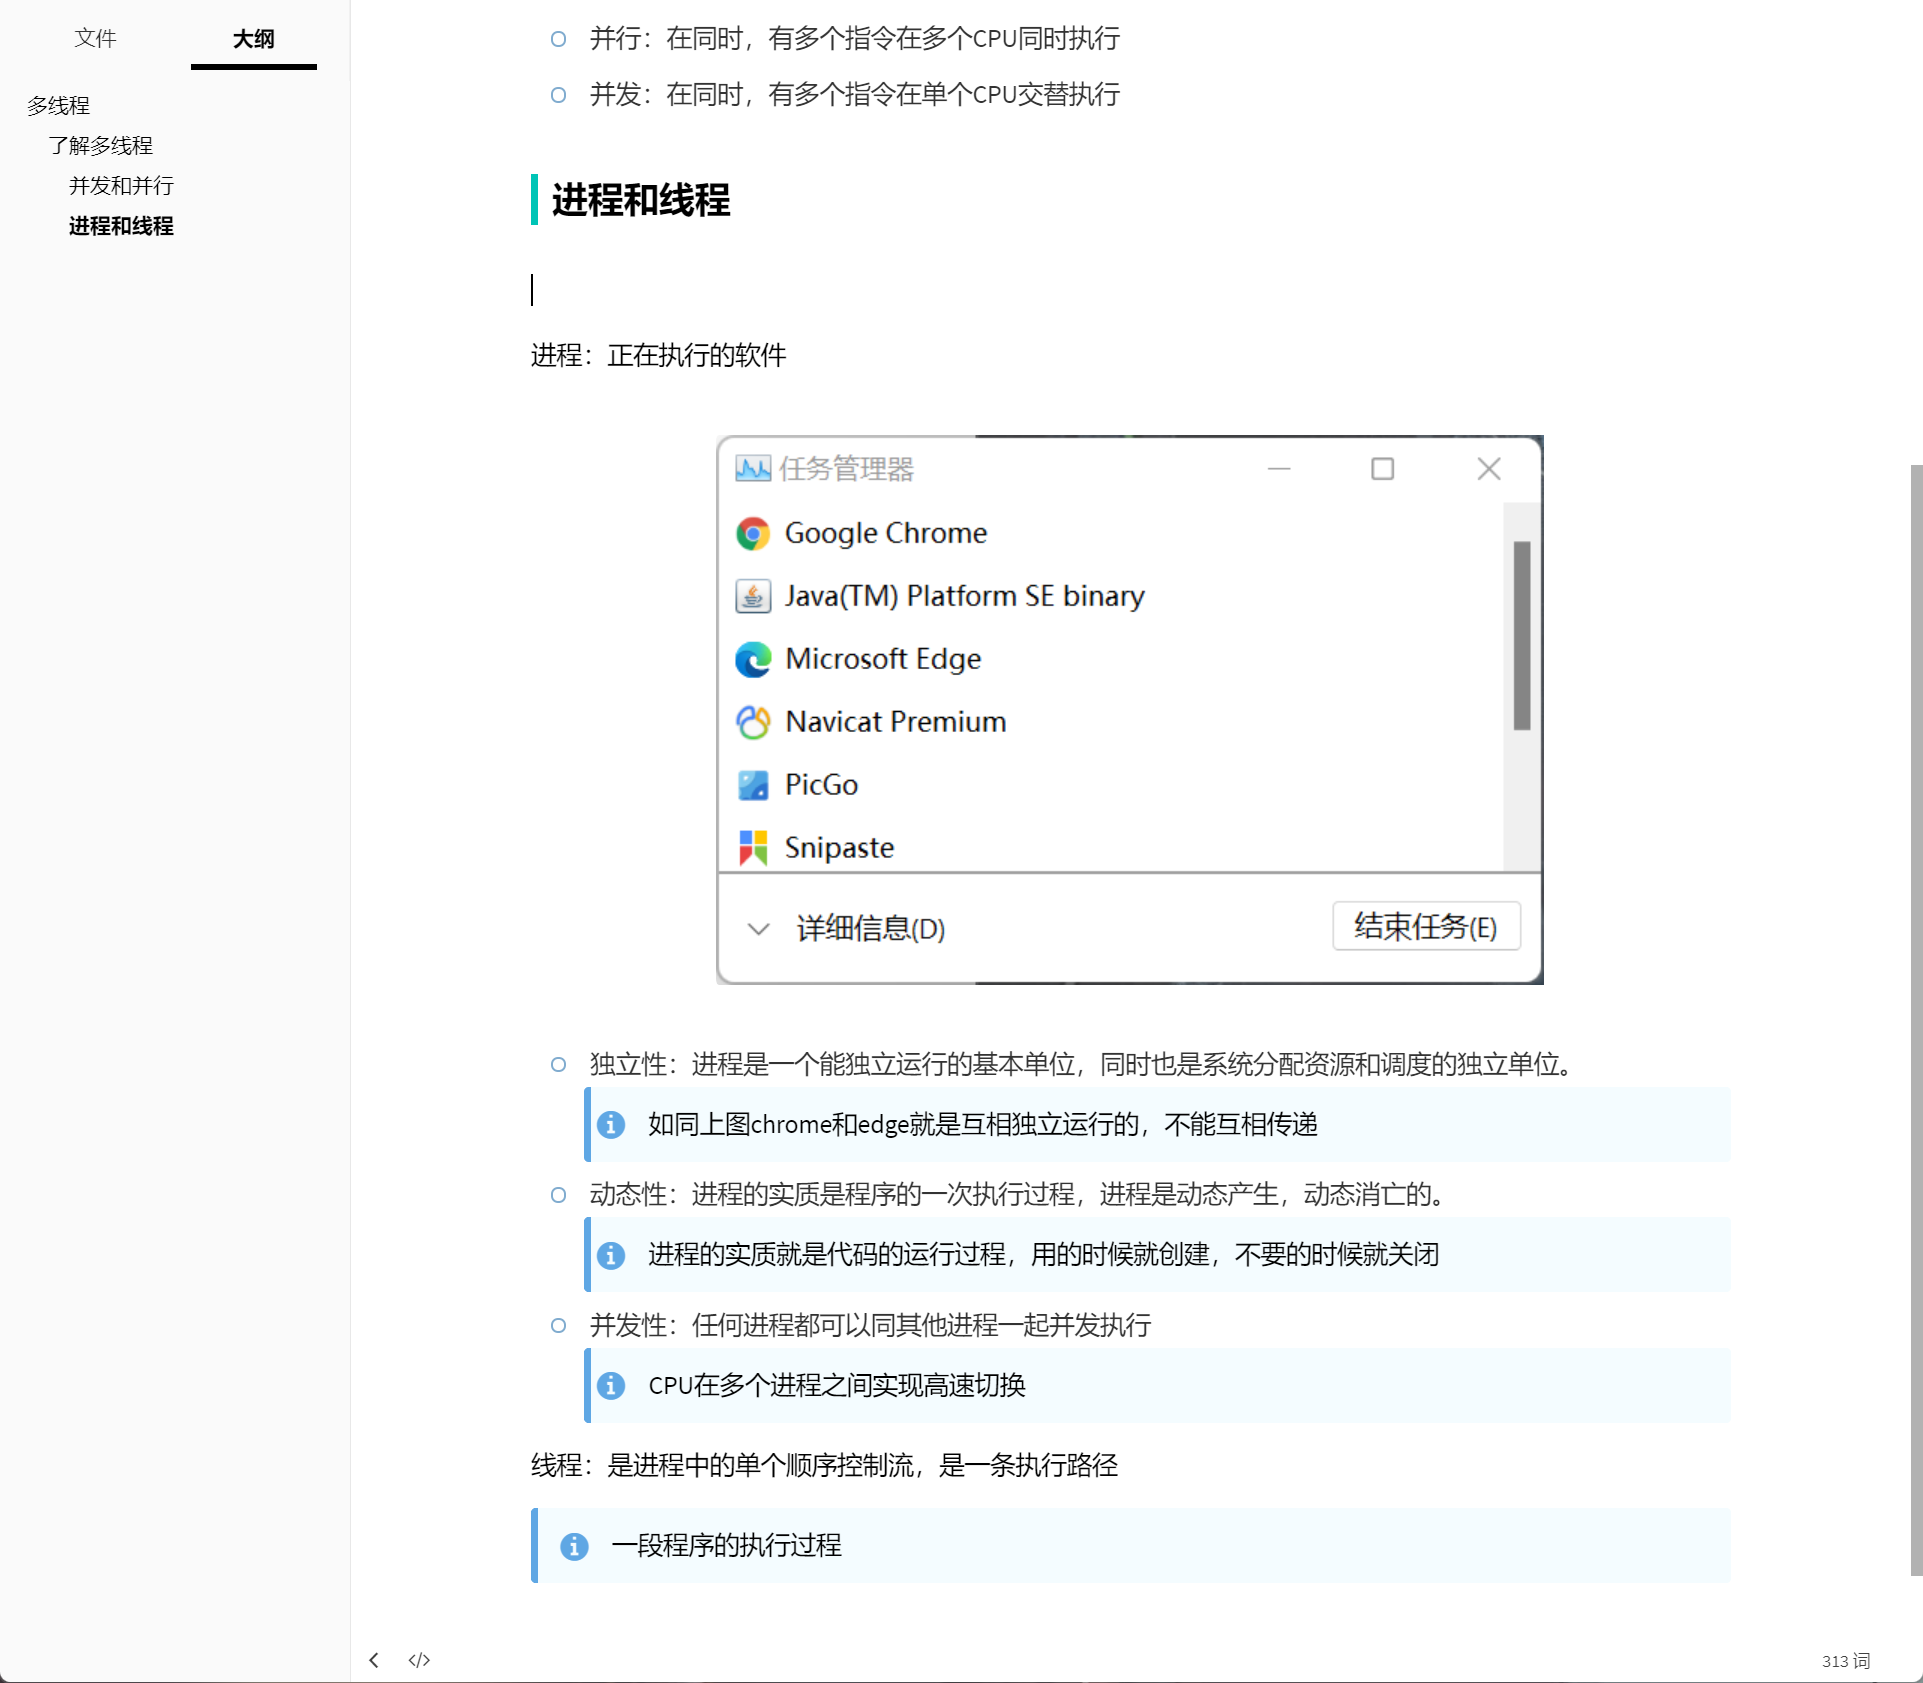 文件
大纲
多线程
了解多线程
并发和并行
进程和线程
并行：在同时，有多个指令在多个CPU同时执行
并发：在同时，有多个指令在单个CPU交替执行
进程和线程
进程：正在执行的软件
任务管理器
Google Chrome
Java(TM) Platform SE binary
Microsoft Edge
Navicat Premium
PicGo
Snipaste
详细信息(D)
结束任务(E)
独立性：进程是一个能独立运行的基本单位，同时也是系统分配资源和调度的独立单位。
如同上图chrome和edge就是互相独立运行的，不能互相传递
动态性：进程的实质是程序的一次执行过程，进程是动态产生，动态消亡的。
进程的实质就是代码的运行过程，用的时候就创建，不要的时候就关闭
并发性：任何进程都可以同其他进程一起并发执行
CPU在多个进程之间实现高速切换
线程：是进程中的单个顺序控制流，是一条执行路径
一段程序的执行过程
</> 313 词